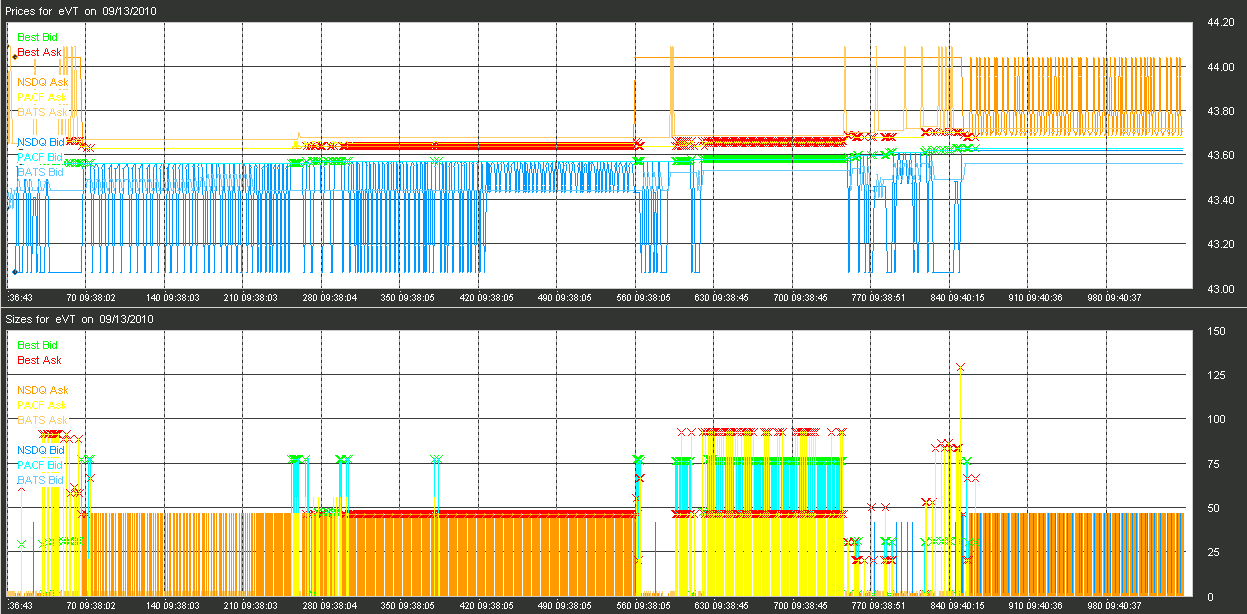 Prices for eVT on 09/13/2010
Best Bid
Best Ask
NSDQ Ask
PACF Ask
BATS Ask
NSDQ Bid
PACF Bid
BATS Bid
44.20
44.00
43.80
43.60
43.40
43.20
43.00
:36:43 70 09:38:02 140 09:38:03 210 09:38:03 280 09:38:04 350 09:38:05 420 09:38:05 490 09:38:05 560 09:38:05 630 09:38:45 700 09:38:45 770 09:38:51 840 09:40:15 910 09:40:36 980 09:40:37
Sizes for eVT on 09/13/2010
Best Bid
Best Ask
NSDQ Ask
PACF Ask
BATS Ask
NSDQ Bid
PACF Bid
BATS Bid
150
125
100
75
50
25
0
:36:43 70 09:38:02 140 09:38:03 210 09:38:03 280 09:38:04 350 09:38:05 420 09:38:05 490 09:38:05 560 09:38:05 630 09:38:45 700 09:38:45 770 09:38:51 840 09:40:15 910 09:40:36 980 09:40:37